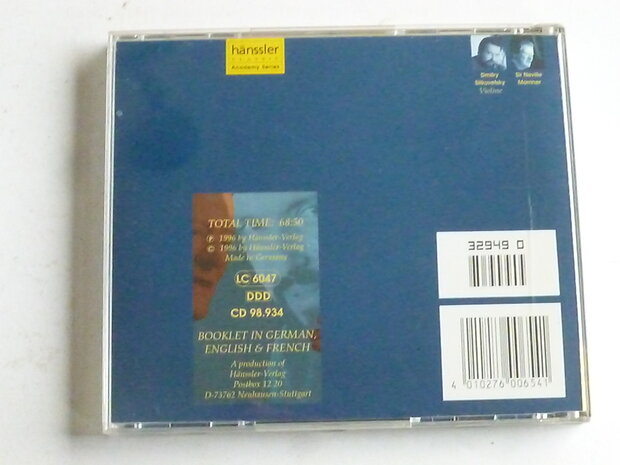 hänssler
CLASSIC
Academy Series
Dmitry
Sitkovetsky
Violine
Sir Neville
Marriner
TOTAL TIME: 68:50
℗ 1996 by Hänssler-Verlag
© 1996 by Hänssler-Verlag
Made in Germany
LC 6047
DDD
CD 98.934
BOOKLET IN GERMAN,
ENGLISH & FRENCH
A production of
Hänssler-Verlag
Postbox 12 20
D-73762 Neuhausen-Stuttgart
32949 0
4 010276 006541